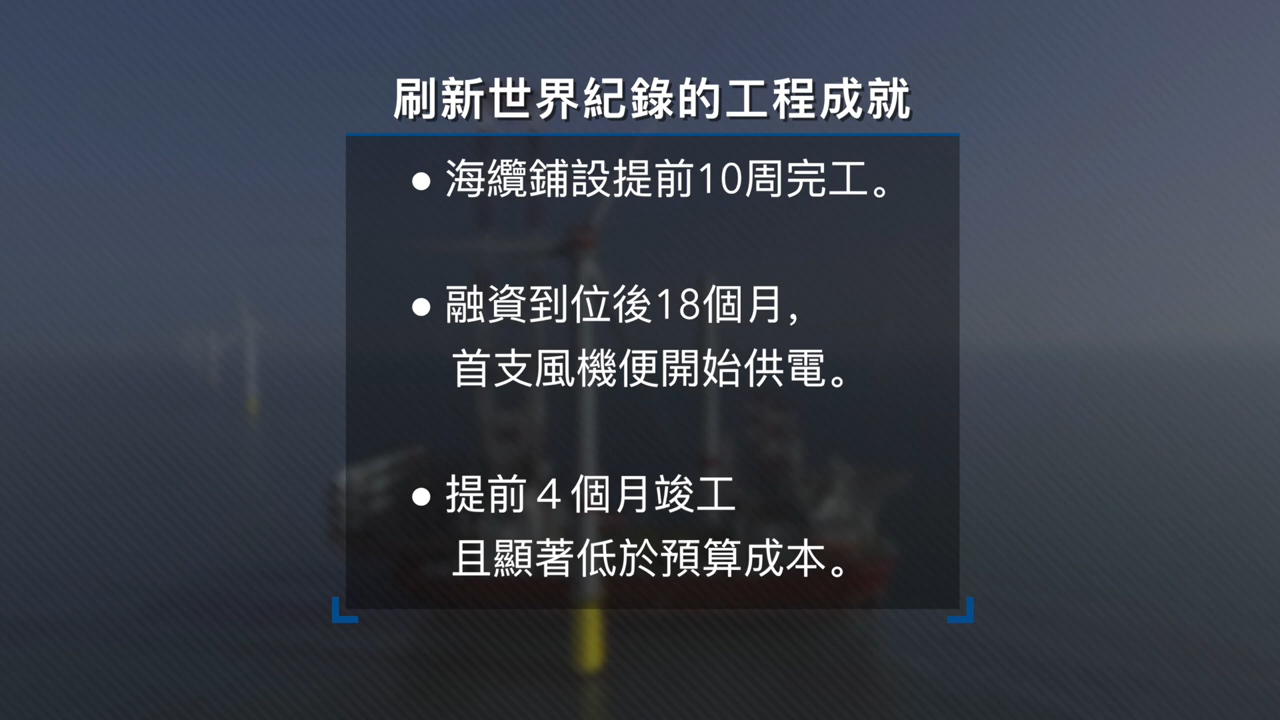 刷新世界紀錄的工程成就
● 海纜鋪設提前10周完工。
● 融資到位後18個月,
首支風機便開始供電。
● 提前４個月竣工
且顯著低於預算成本。